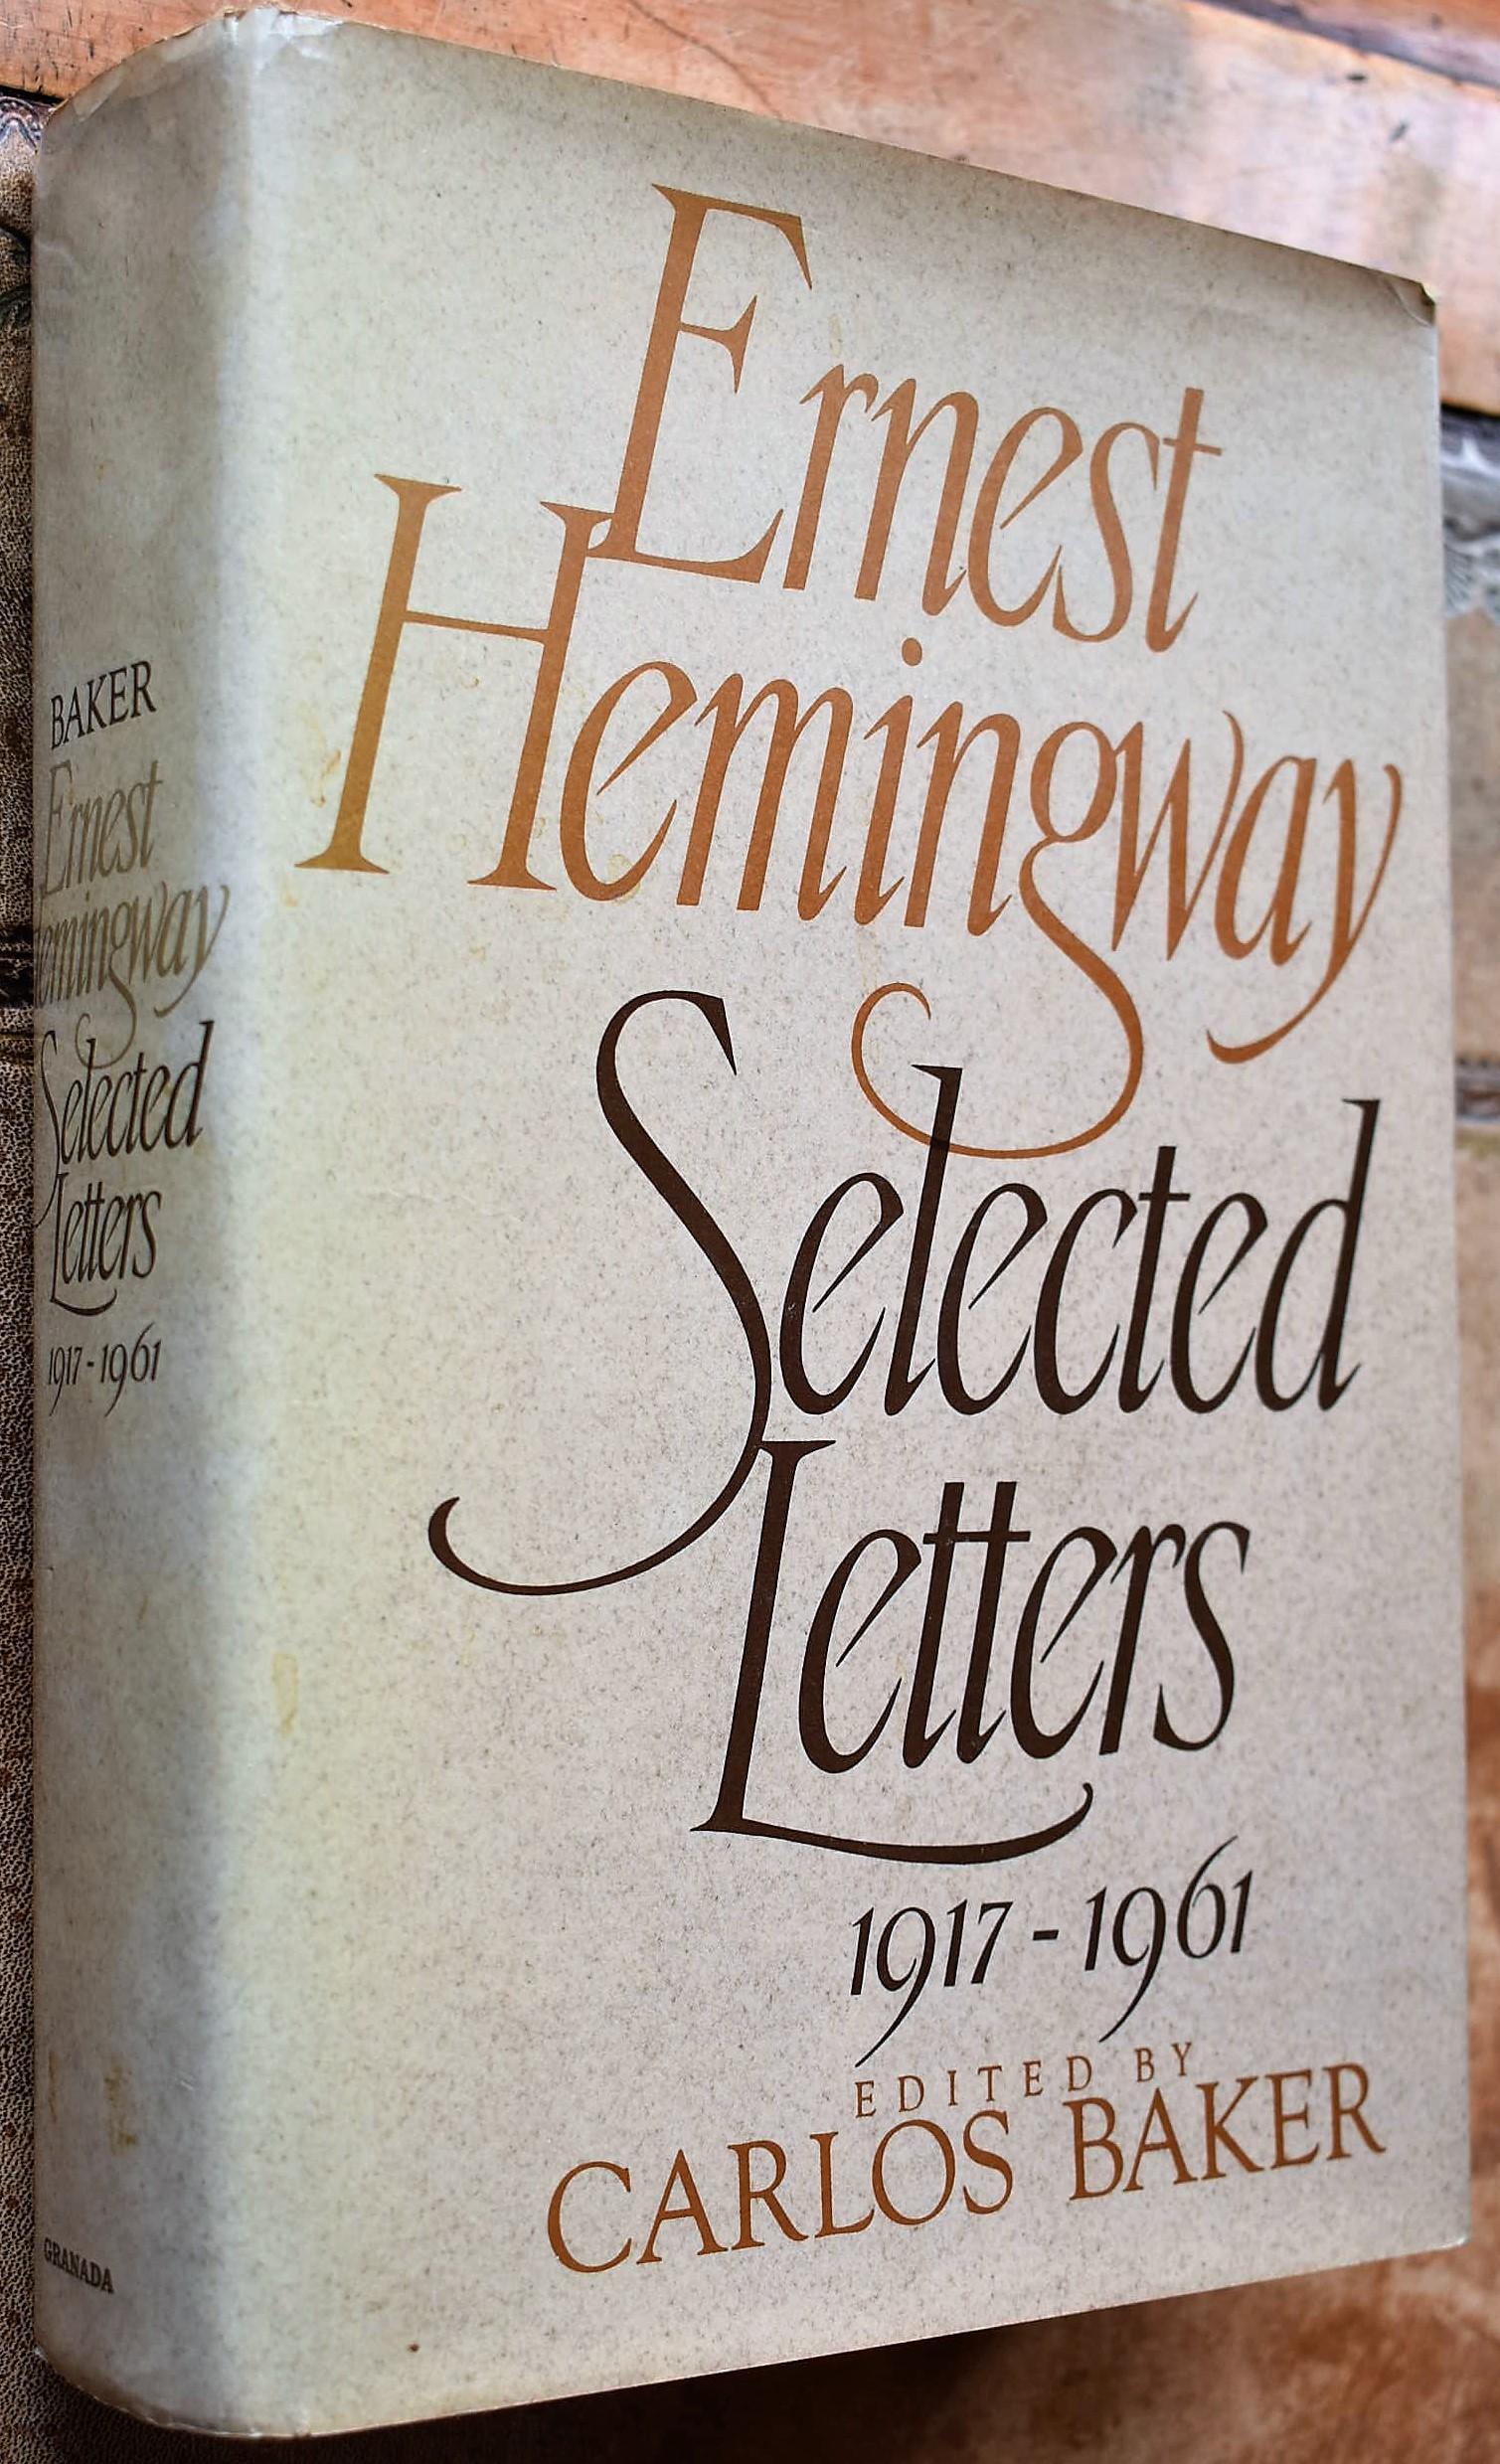 BAKER
Ernest
Hemingway
Selected
Letters
1917-1961
GRANADA
Ernest
Hemingway
Selected
Letters
1917-1961
EDITED BY
CARLOS BAKER